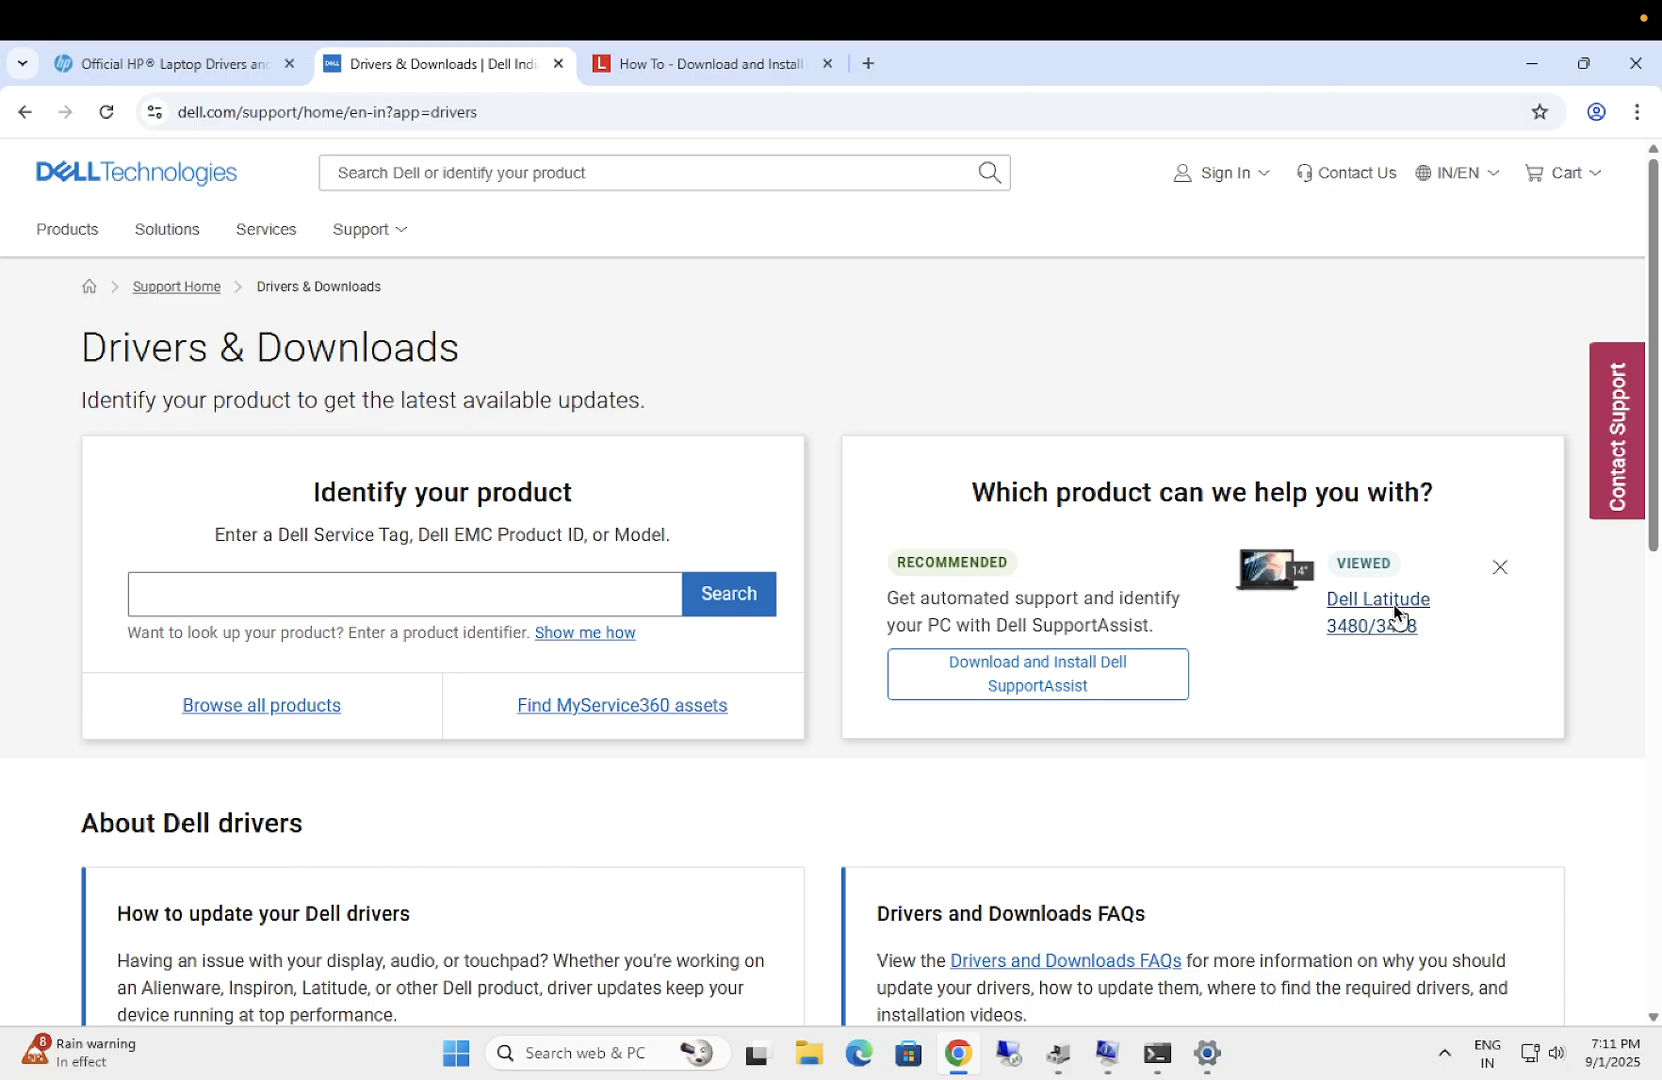 Official HP® Laptop Drivers and
Drivers & Downloads | Dell Indi
How To - Download and Install
dell.com/support/home/en-in?app=drivers
DELL Technologies
Search Dell or identify your product
Sign In
Contact Us
IN/EN
Cart
Products
Solutions
Services
Support
Support Home
Drivers & Downloads
Drivers & Downloads
Identify your product to get the latest available updates.
Contact Support
Identify your product
Enter a Dell Service Tag, Dell EMC Product ID, or Model.
Search
Want to look up your product? Enter a product identifier. Show me how
Browse all products
Find MyService360 assets
Which product can we help you with?
RECOMMENDED
Get automated support and identify
your PC with Dell SupportAssist.
Download and Install Dell
SupportAssist
14"
VIEWED
Dell Latitude
About Dell drivers
How to update your Dell drivers
Having an issue with your display, audio, or touchpad? Whether you're working on
an Alienware, Inspiron, Latitude, or other Dell product, driver updates keep your
device running at top performance.
Drivers and Downloads FAQs
View the Drivers and Downloads FAQs for more information on why you should
update your drivers, how to update them, where to find the required drivers, and
installation videos.
8
Rain warning
In effect
Search web & PC
ENG
IN
7:11 PM
9/1/2025